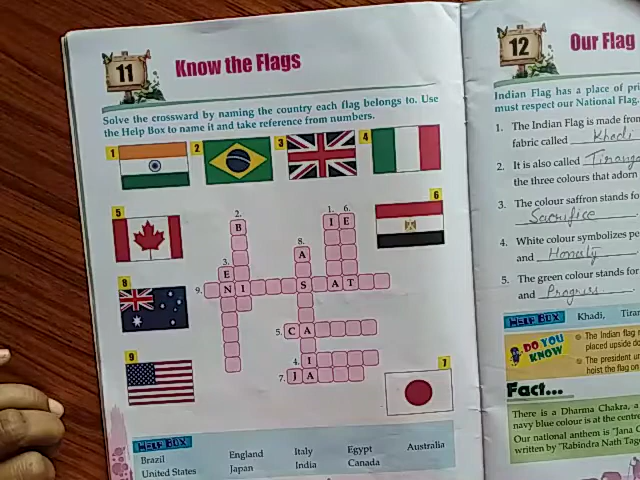 11
Know the Flags
Solve the crossward by naming the country each flag belongs to. Use
the Help Box to name it and take reference from numbers.
1
2
3
4
5
6
8
9
7
1. 6.
2. I E
B
8.
A
3.
E
9. N I S A T
5. C A
4. I
7. J A
HELP BOX
Brazil England Italy Egypt Australia
United States Japan India Canada
12
Our Flag
Indian Flag has a place of pri
must respect our National Flag.
1. The Indian Flag is made from
fabric called Khadi
2. It is also called Tirang
the three colours that adorn
3. The colour saffron stands fo
Sacrifice
4. White colour symbolizes pe
and Honesty
5. The green colour stands for
and Progress
HELP BOX Khadi, Tiran
DO YOU
KNOW
The Indian flag
placed upside do
The president
hoist the flag on
Fact...
There is a Dharma Chakra, a
navy blue colour is at the centre
Our national anthem is "Jana G
written by "Rabindra Nath Tag